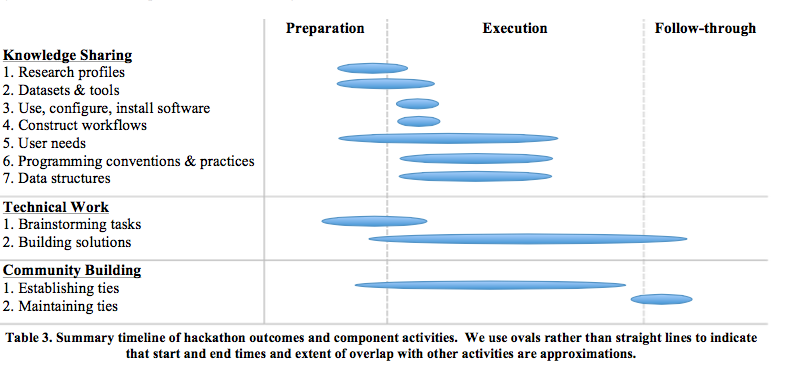 Preparation Execution Follow-through
Knowledge Sharing
1. Research profiles
2. Datasets & tools
3. Use, configure, install software
4. Construct workflows
5. User needs
6. Programming conventions & practices
7. Data structures
Technical Work
1. Brainstorming tasks
2. Building solutions
Community Building
1. Establishing ties
2. Maintaining ties
Table 3. Summary timeline of hackathon outcomes and component activities. We use ovals rather than straight lines to indicate
that start and end times and extent of overlap with other activities are approximations.